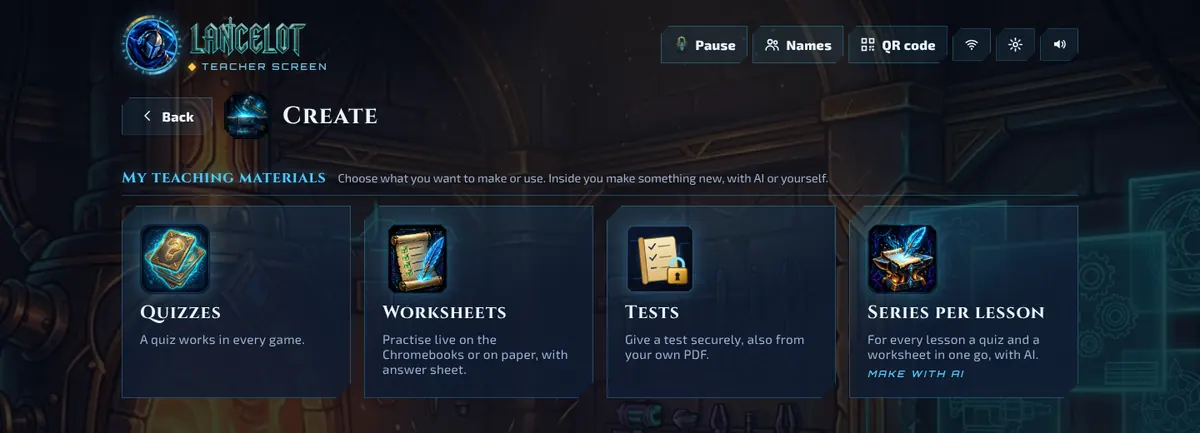 LANCELOT
TEACHER SCREEN
Pause
Names
QR code
Back
Create
My teaching materials
Choose what you want to make or use. Inside you make something new, with AI or yourself.
Quizzes
A quiz works in every game.
Worksheets
Practise live on the
Chromebooks or on paper, with
answer sheet.
Tests
Give a test securely, also from
your own PDF.
Series per lesson
For every lesson a quiz and a
worksheet in one go, with AI.
MAKE WITH AI